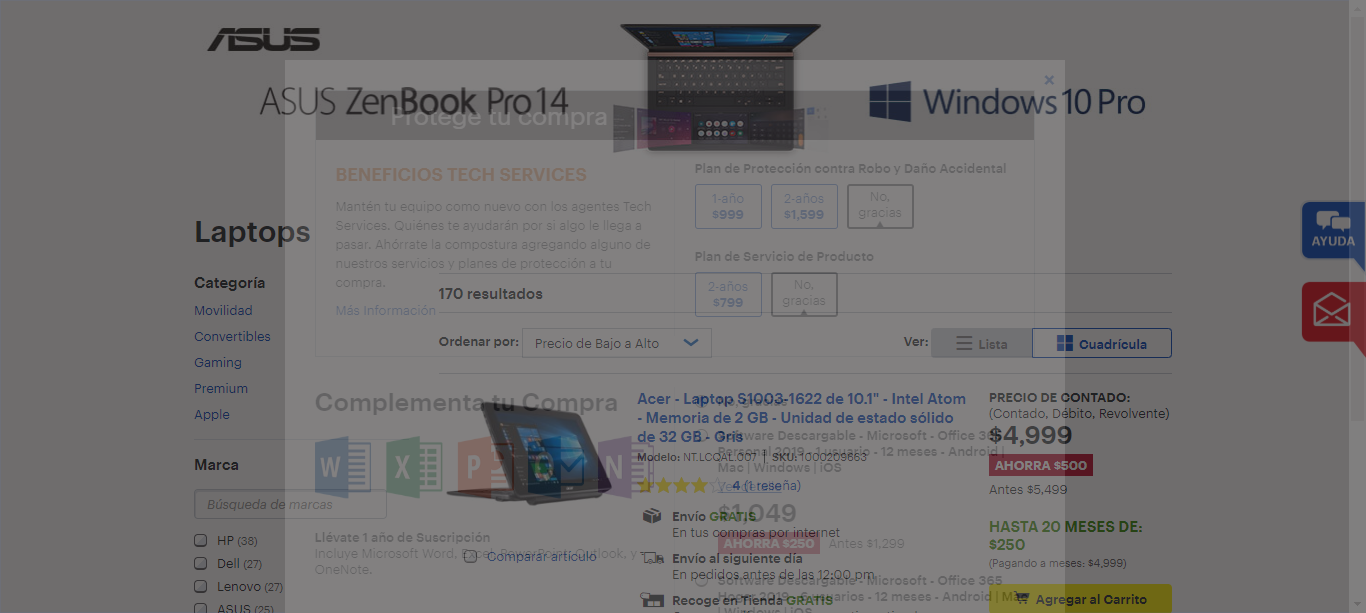 ASUS
ASUS ZenBook Pro 14
Windows 10 Pro
Protege tu compra
×
BENEFICIOS TECH SERVICES
Mantén tu equipo como nuevo con los agentes Tech
Services. Quiénes te ayudarán por si algo le llega a
pasar. Ahórrate la compostura agregando alguno de
nuestros servicios y planes de protección a tu
compra.
Más Información
Plan de Protección contra Robo y Daño Accidental
1-año
$999
2-años
$1,599
No,
gracias
Plan de Servicio de Producto
2-años
$799
No,
gracias
AYUDA
Laptops
Categoría
Movilidad
Convertibles
Gaming
Premium
Apple
Marca
Búsqueda de marcas
HP (38)
Dell (27)
Lenovo (27)
ASUS (25)
170 resultados
Ordenar por:
Precio de Bajo a Alto
Ver:
Lista
Cuadrícula
Complementa tu Compra
W
X
P
N
Llévate 1 año de Suscripción
Incluye Microsoft Word, Excel, PowerPoint, Outlook, y
OneNote.
Comparar artículo
Acer - Laptop S1003-1622 de 10.1" - Intel Atom
- Memoria de 2 GB - Unidad de estado sólido
de 32 GB - Gris
Modelo: NT.LCQAL.007 | SKU: 1000209663
4 (1 reseña)
Envío GRATIS
En tus compras por internet
Envío al siguiente día
En pedidos antes de las 12:00 pm
Recoge en Tienda GRATIS
No, gracias
Software Descargable - Microsoft - Office 365
Personal 2019 - 1 usuario - 12 meses - Android |
Mac | Windows | iOS
$1,049
AHORRA $250
Antes $1,299
Software Descargable - Microsoft - Office 365
Hogar 2019 - 6 usuarios - 12 meses - Android |
| Windows | iOS
PRECIO DE CONTADO:
(Contado, Débito, Revolvente)
$4,999
AHORRA $500
Antes $5,499
HASTA 20 MESES DE:
$250
(Pagando a meses: $4,999)
Agregar al Carrito